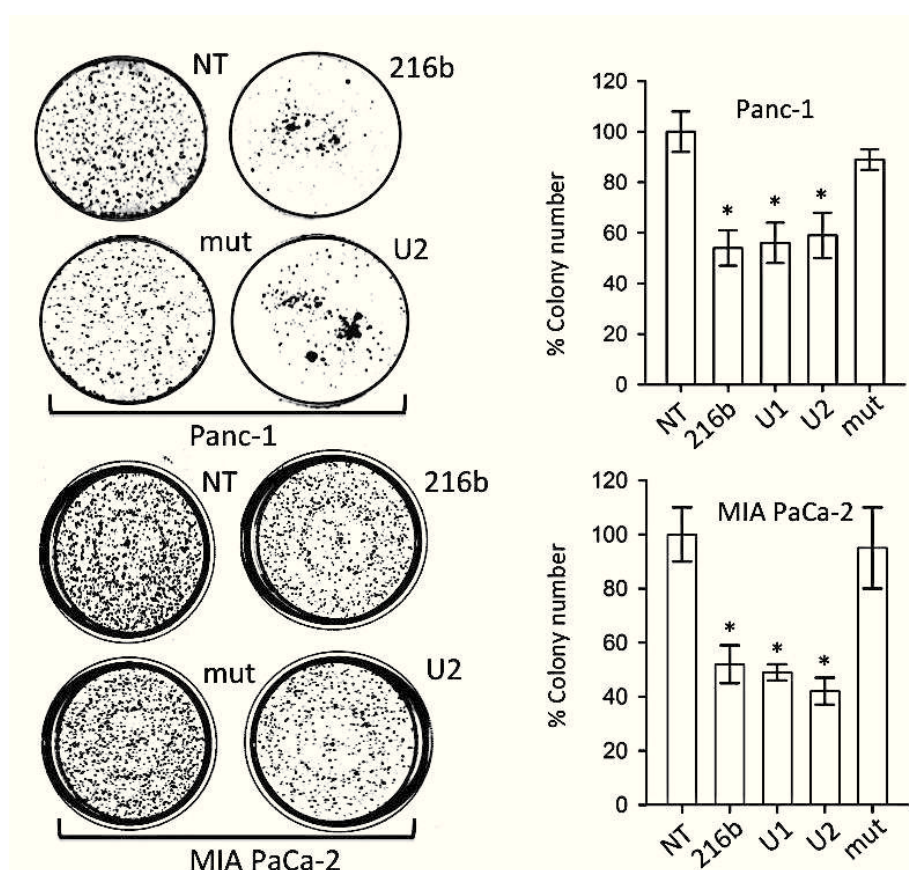 NT
216b
mut
U2
Panc-1
NT
216b
mut
U2
MIA PaCa-2
120
100
80
60
40
20
0
% Colony number
Panc-1
*
*
*
NT
216b
U1
U2
mut
120
100
80
60
40
20
0
% Colony number
MIA PaCa-2
*
*
*
NT
216b
U1
U2
mut